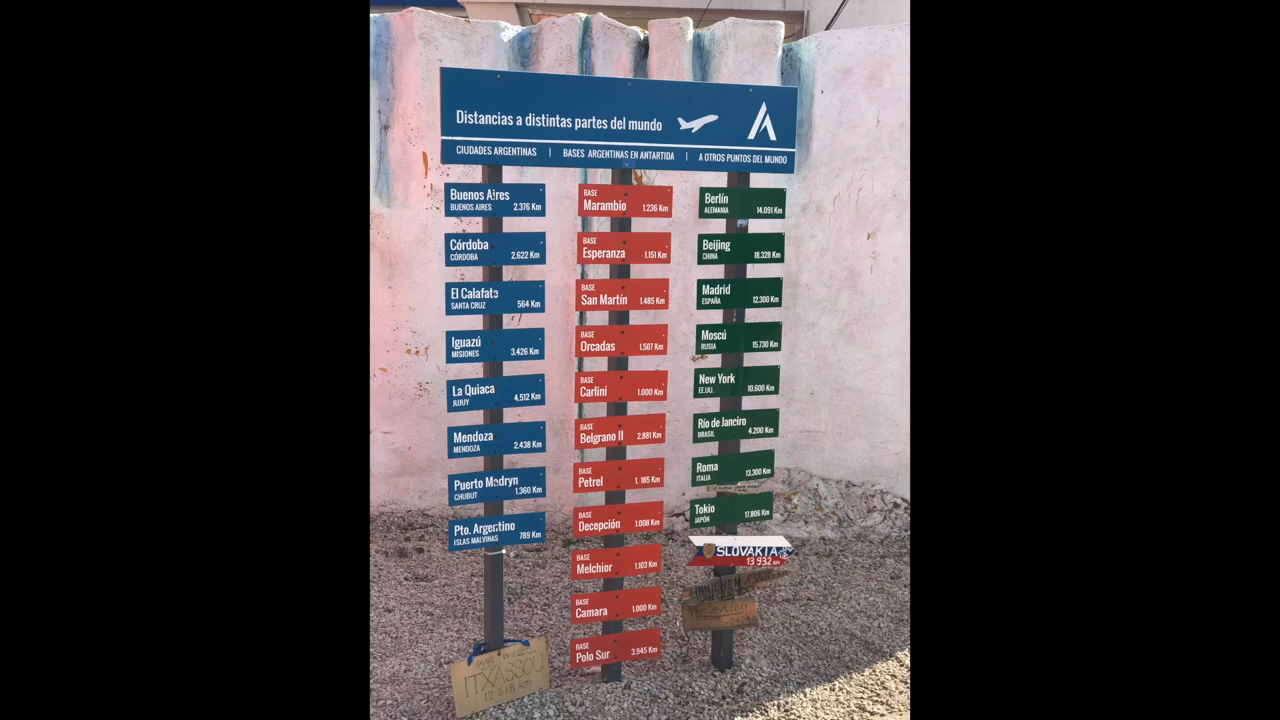 Distancias a distintas partes del mundo
CIUDADES ARGENTINAS | BASES ARGENTINAS EN ANTARTIDA | A OTROS PUNTOS DEL MUNDO
Buenos Aires
BUENOS AIRES 2.376 Km
Córdoba
CÓRDOBA 2.622 Km
El Calafate
SANTA CRUZ 564 Km
Iguazú
MISIONES 3.426 Km
La Quiaca
JUJUY 4.512 Km
Mendoza
MENDOZA 2.438 Km
Puerto Madryn
CHUBUT 1.360 Km
Pto. Argentino
ISLAS MALVINAS 789 Km
ITXASSOU
12 618 km
BASE
Marambio 1.236 Km
BASE
Esperanza 1.151 Km
BASE
San Martín 1.485 Km
BASE
Orcadas 1.507 Km
BASE
Carlini 1.000 Km
BASE
Belgrano II 2.881 Km
BASE
Petrel 1. 185 Km
BASE
Decepción 1.008 Km
BASE
Melchior 1.103 Km
BASE
Camara 1.000 Km
BASE
Polo Sur 3.945 Km
Berlín
ALEMANIA 14.091 Km
Beijing
CHINA 18.328 Km
Madrid
ESPAÑA 12.300 Km
Moscú
RUSIA 15.730 Km
New York
EE.UU. 10.600 Km
Río de Janeiro
BRASIL 4.200 Km
Roma
ITALIA 13.300 Km
Tokio
JAPÓN 17.806 Km
SLOVAKIA
13 932 KM